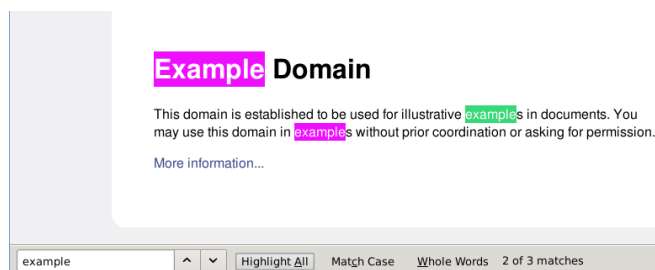 Example Domain
This domain is established to be used for illustrative examples in documents. You
may use this domain in examples without prior coordination or asking for permission.
More information...
example Highlight All Match Case Whole Words 2 of 3 matches